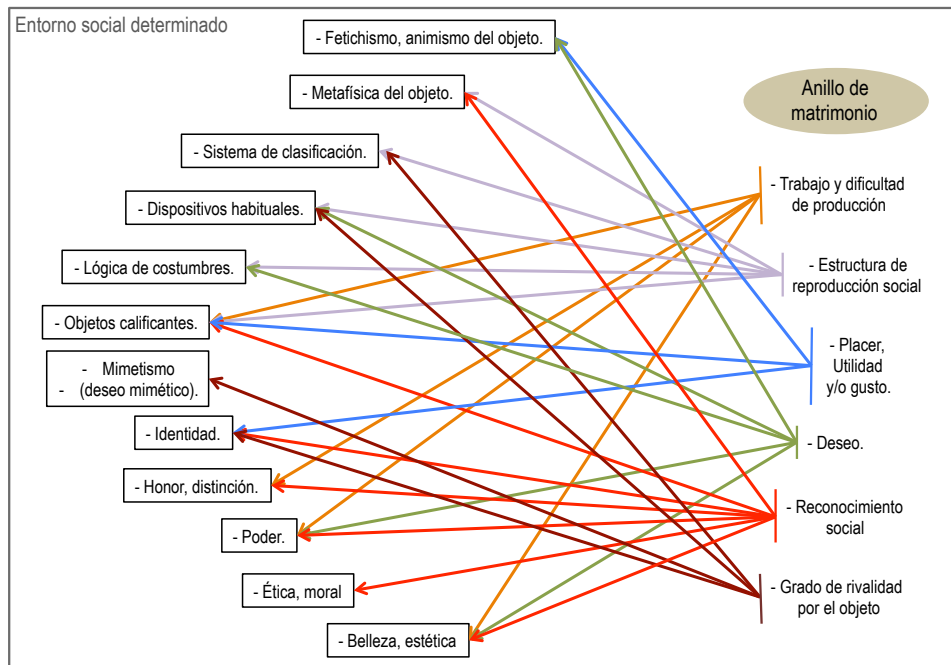 Entorno social determinado
- Fetichismo, animismo del objeto.
- Metafísica del objeto.
- Sistema de clasificación.
- Dispositivos habituales.
- Lógica de costumbres.
- Objetos calificantes.
- Mimetismo
- (deseo mimético).
- Identidad.
- Honor, distinción.
- Poder.
- Ética, moral
- Belleza, estética
Anillo de
matrimonio
- Trabajo y dificultad
de producción
- Estructura de
reproducción social
- Placer,
Utilidad
y/o gusto.
- Deseo.
- Reconocimiento
social
- Grado de rivalidad
por el objeto